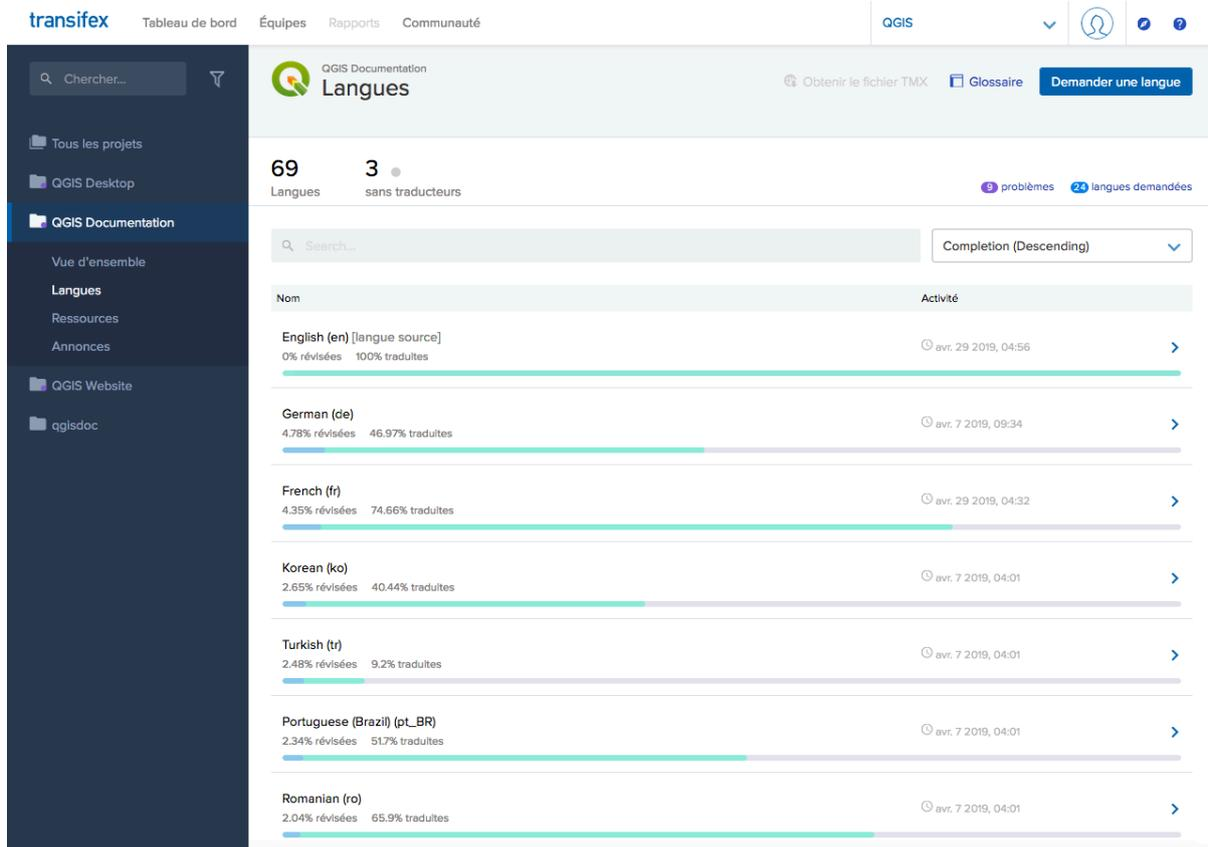 transifex Tableau de bord Équipes Rapports Communauté QGIS ?
Chercher...
Tous les projets
QGIS Desktop
QGIS Documentation
Vue d'ensemble
Langues
Ressources
Annonces
QGIS Website
qgisdoc
QGIS Documentation
Langues
Obtenir le fichier TMX Glossaire Demander une langue
69 3
Langues sans traducteurs
9 problèmes 24 langues demandées
Search... Completion (Descending)
Nom Activité
English (en) [langue source]
0% révisées 100% traduites
avr. 29 2019, 04:56
German (de)
4.78% révisées 46.97% traduites
avr. 7 2019, 09:34
French (fr)
4.35% révisées 74.66% traduites
avr. 29 2019, 04:32
Korean (ko)
2.65% révisées 40.44% traduites
avr. 7 2019, 04:01
Turkish (tr)
2.48% révisées 9.2% traduites
avr. 7 2019, 04:01
Portuguese (Brazil) (pt_BR)
2.34% révisées 51.7% traduites
avr. 7 2019, 04:01
Romanian (ro)
2.04% révisées 65.9% traduites
avr. 7 2019, 04:01